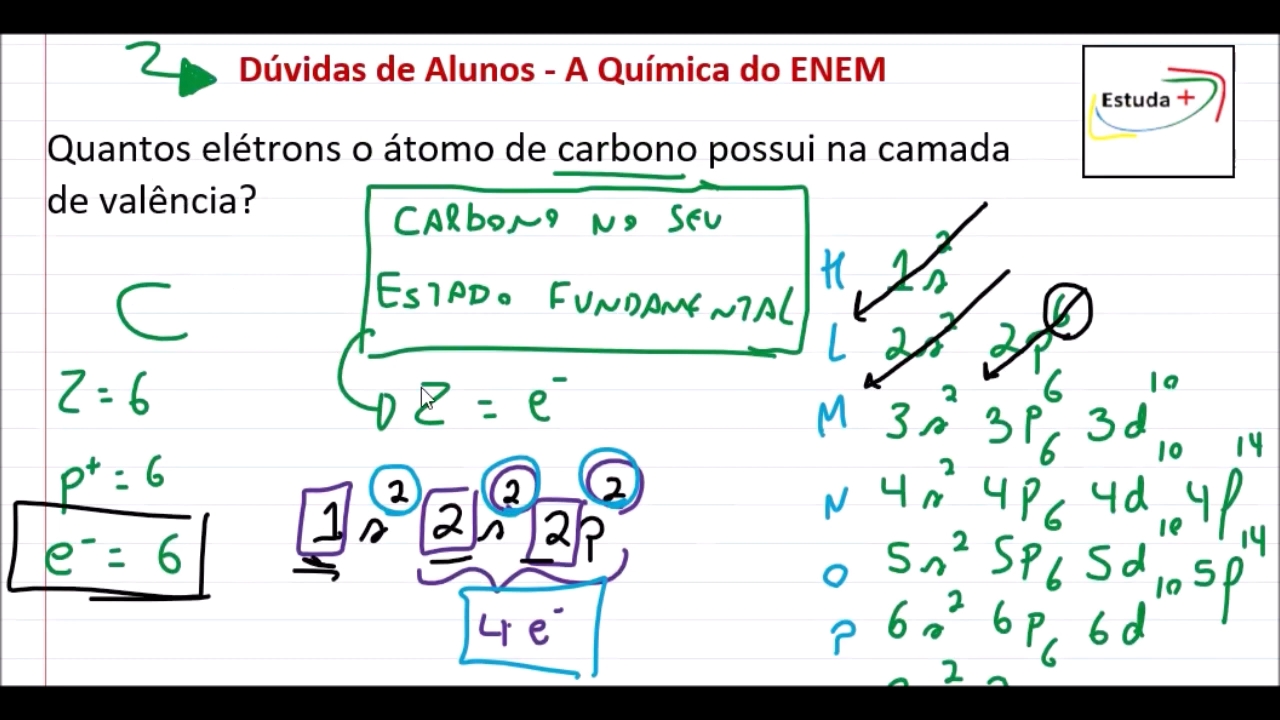 Dúvidas de Alunos - A Química do ENEM
Estuda +
Quantos elétrons o átomo de carbono possui na camada
de valência?
CARbONO NO SEU
ESTADO FUNDAMENTAL
C
Z = 6
Z = e⁻
p⁺ = 6
e⁻ = 6
1s² 2s² 2p²
4 e⁻
H 1s²
L 2s² 2p⁶
M 3s² 3p⁶ 3d¹⁰
N 4s² 4p⁶ 4d¹⁰ 4f¹⁴
O 5s² 5p⁶ 5d¹⁰ 5f¹⁴
P 6s² 6p⁶ 6d¹⁰